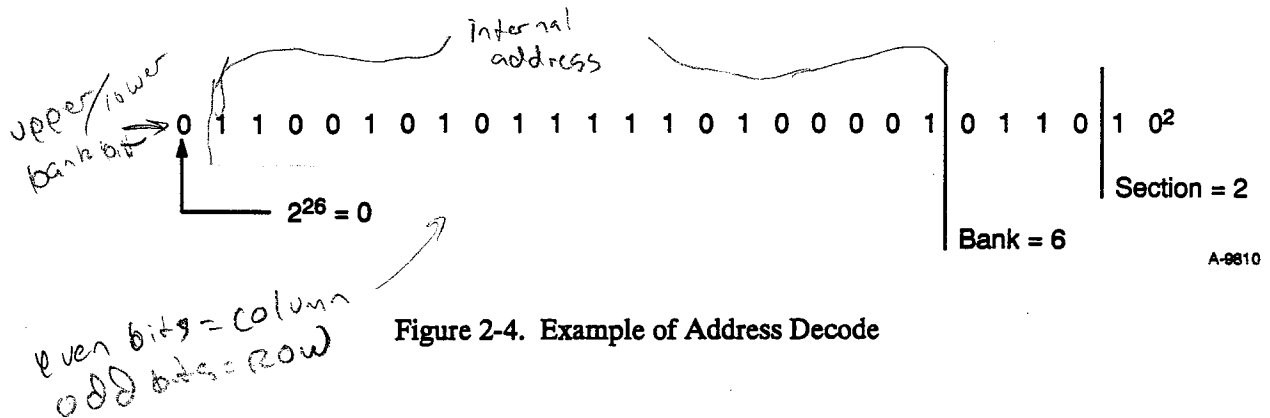 internal
address
upper/lower
bank bit
0 1 1 0 0 1 0 1 0 1 1 1 1 1 0 1 0 0 0 0 1 0 1 1 0 1 0²
2²⁶ = 0
Section = 2
Bank = 6
A-9810
even bits = column
odd bits = ROW
Figure 2-4. Example of Address Decode